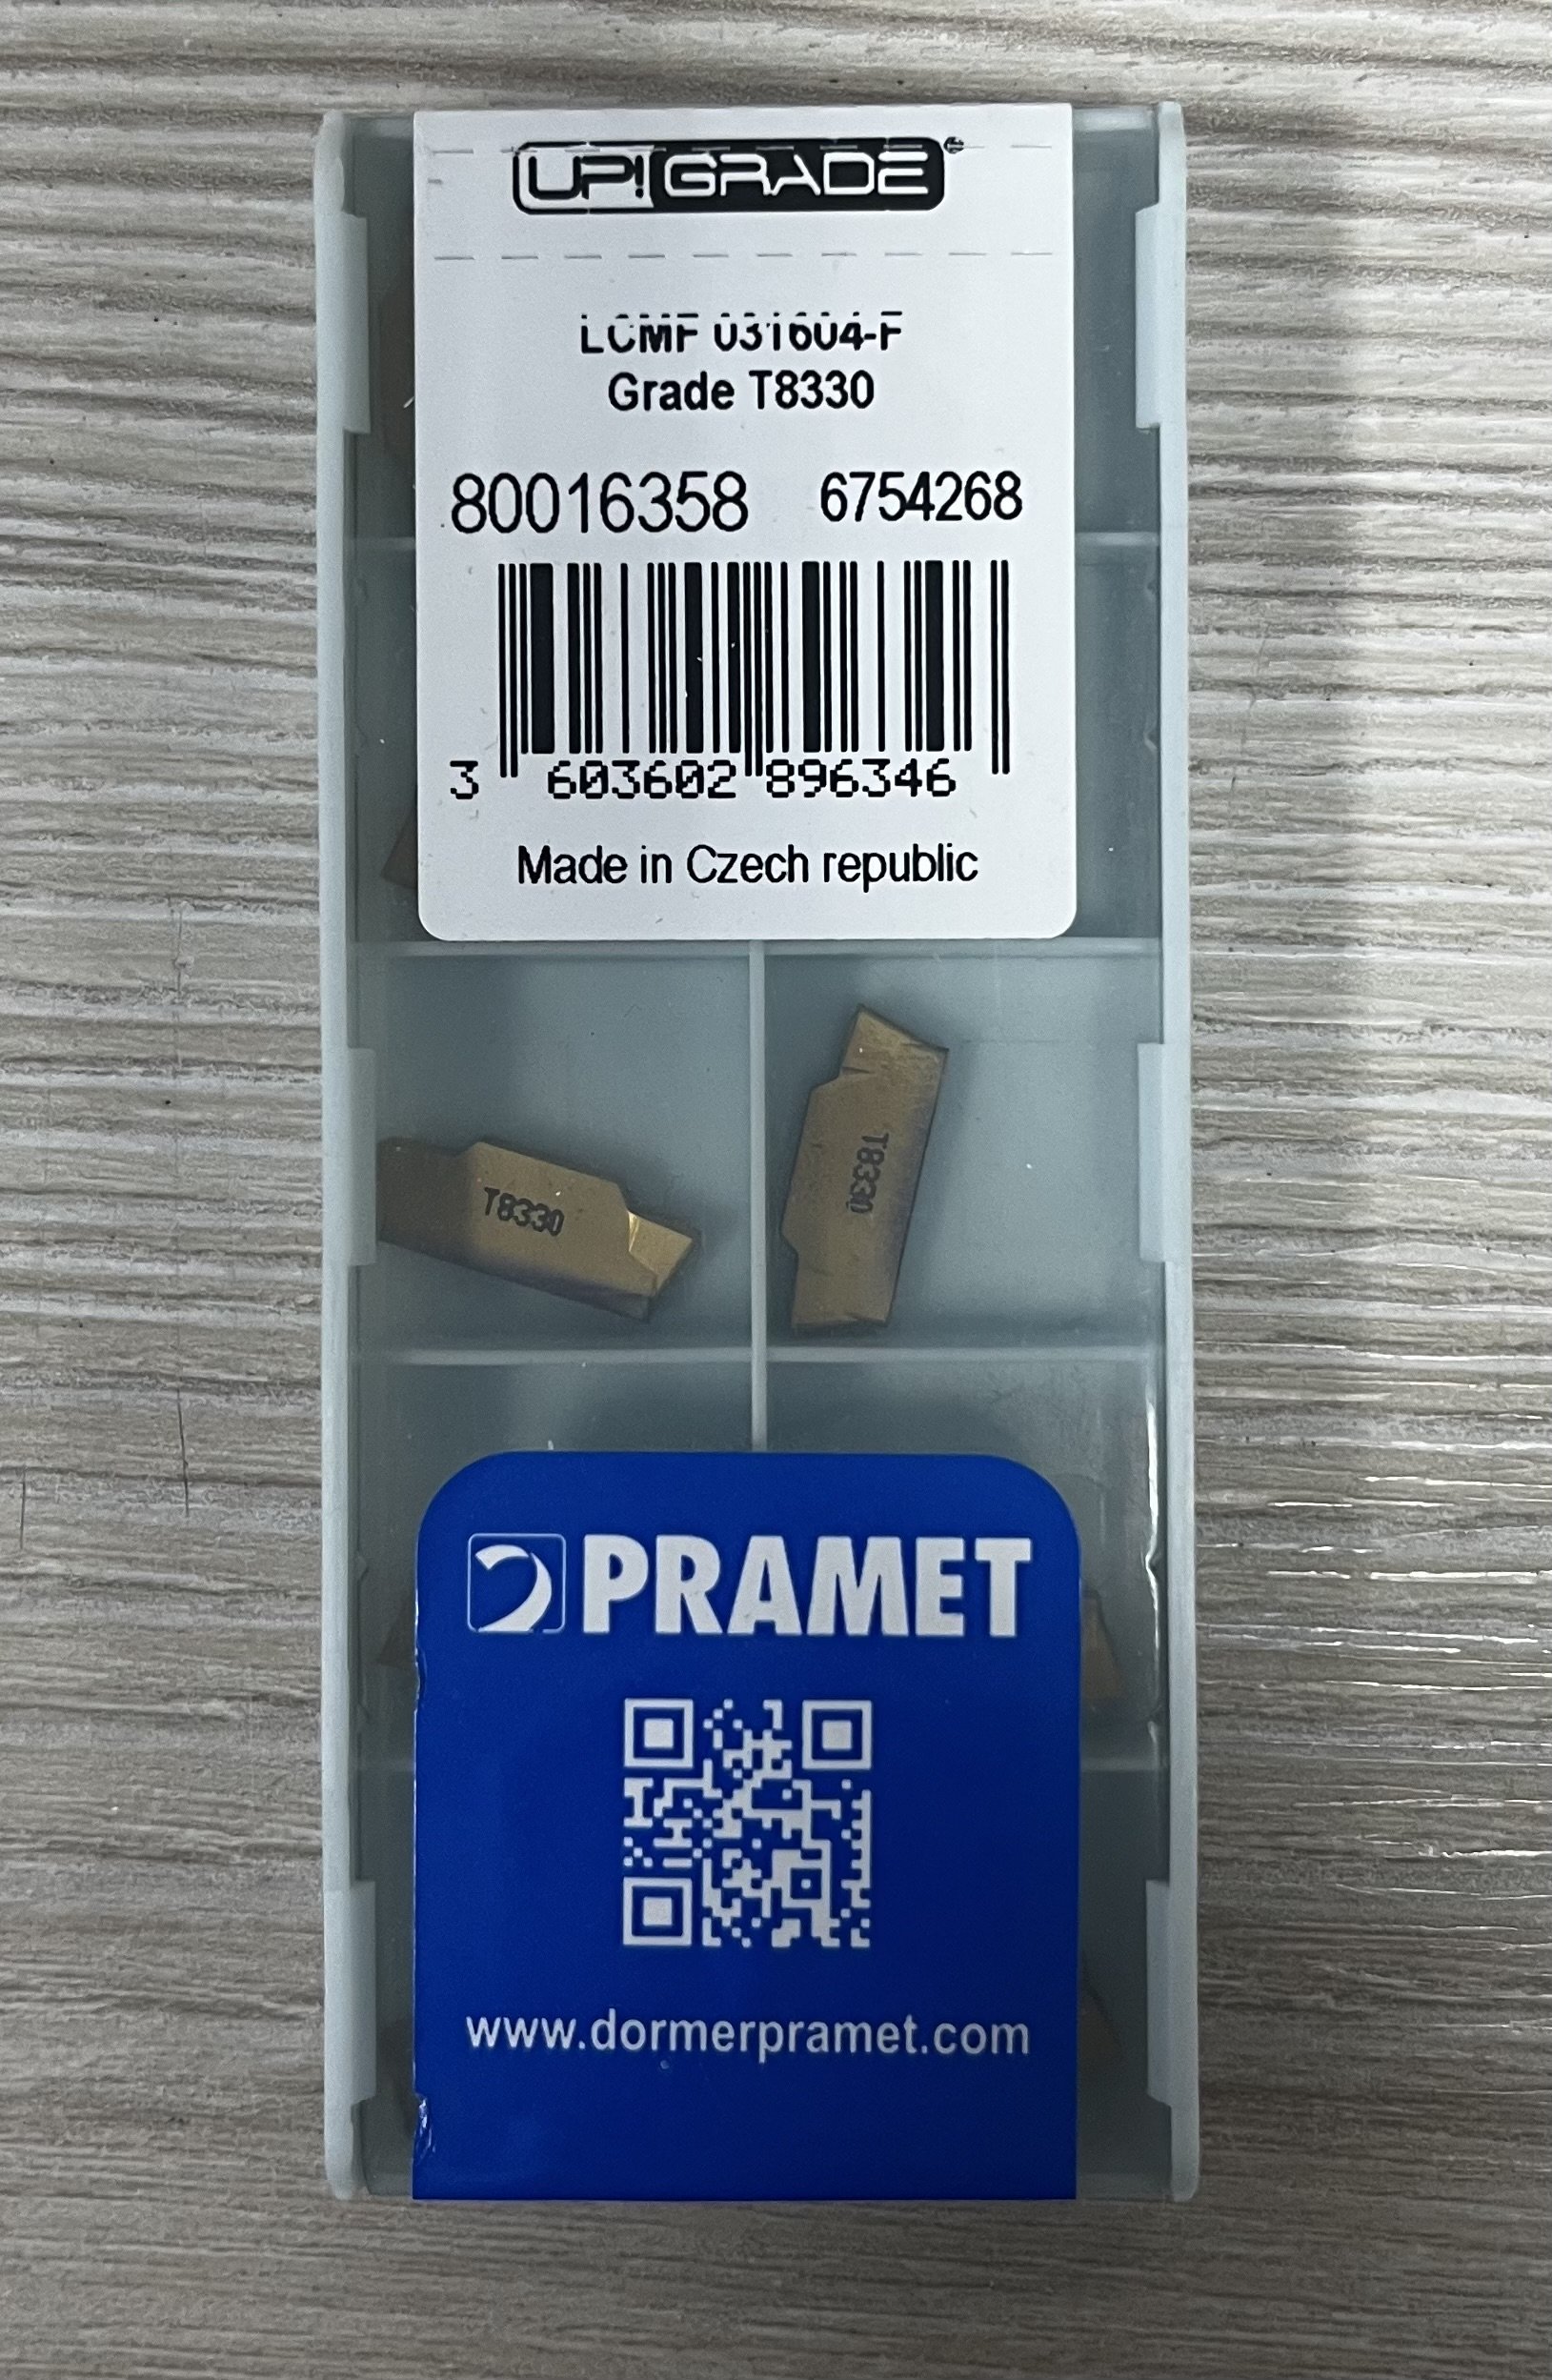 UP! GRADE®
LCMF 031604-F
Grade T8330
80016358 6754268
3 603602 896346
Made in Czech republic
T8330
T8330
PRAMET
www.dormerpramet.com